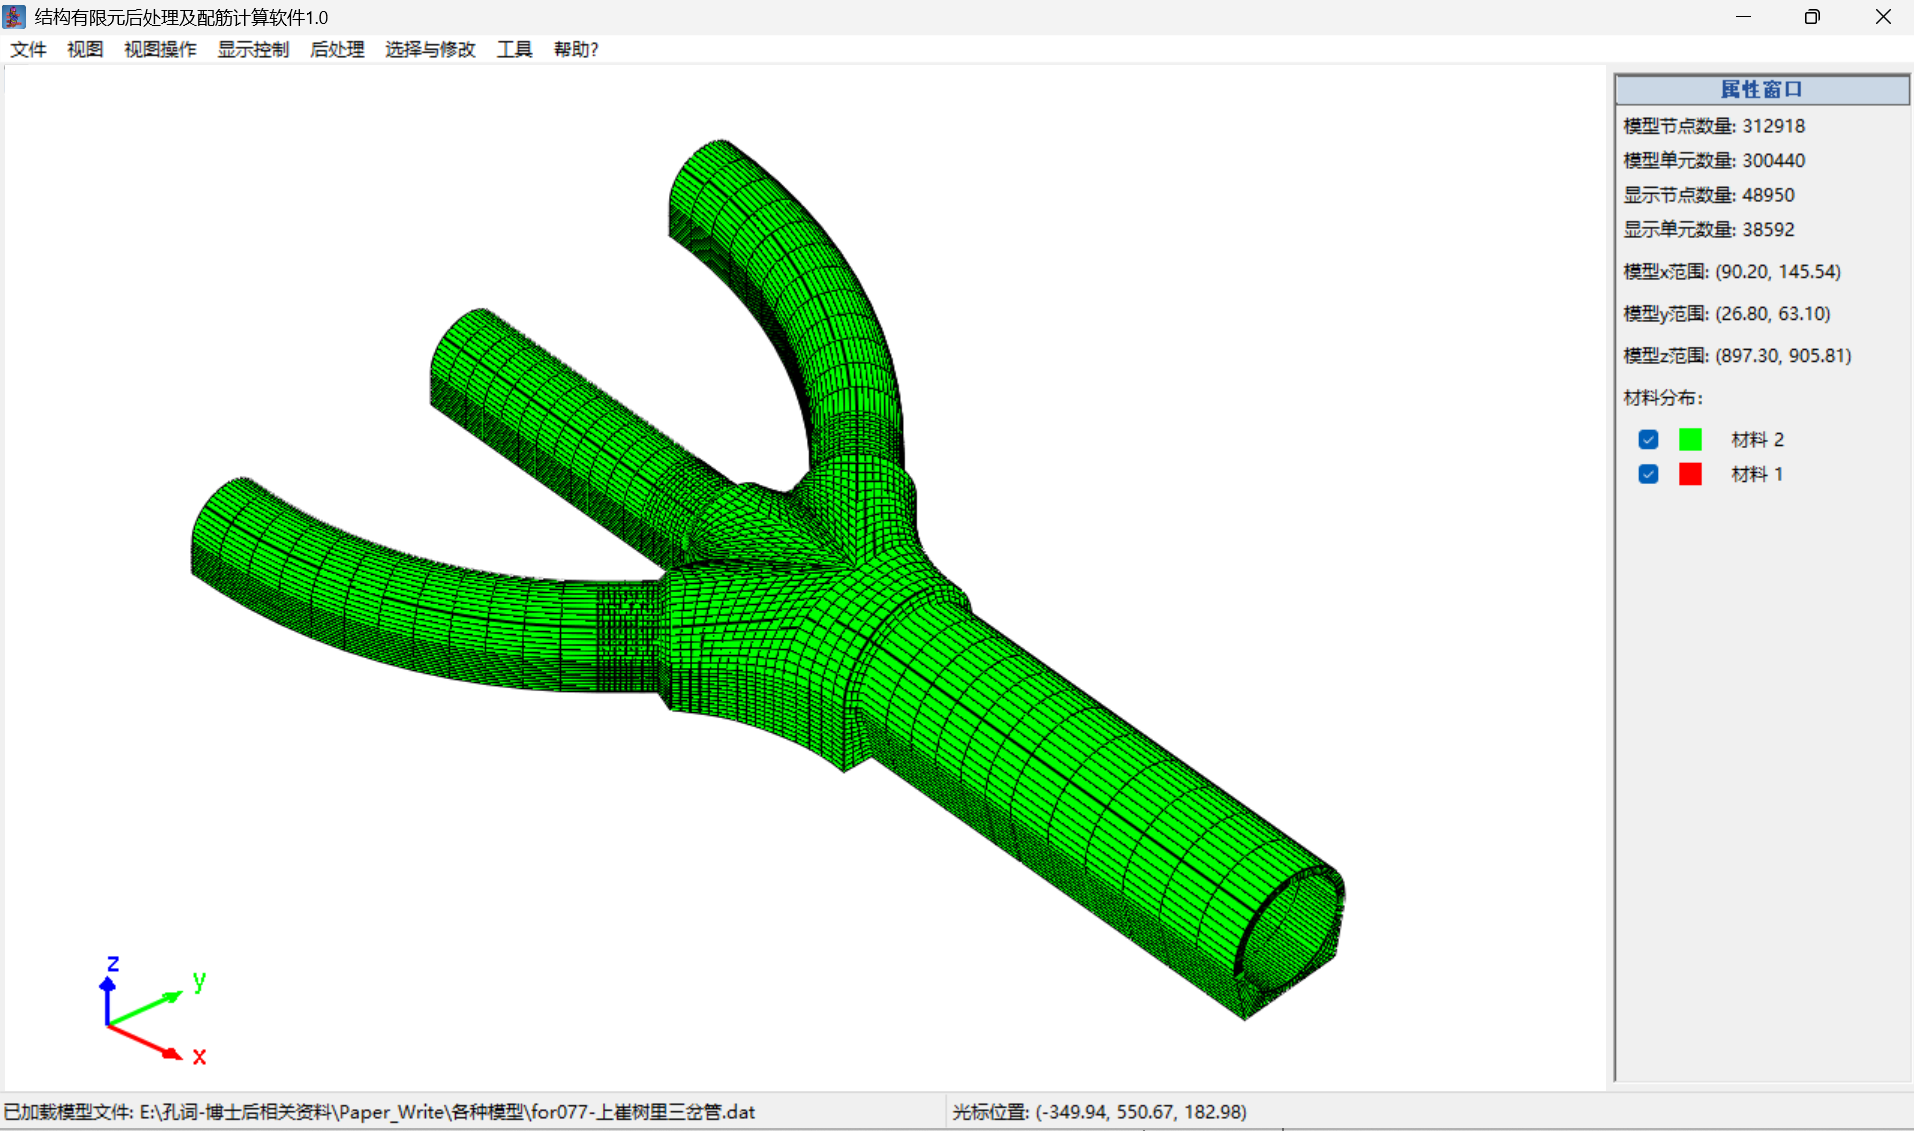 结构有限元后处理及配筋计算软件1.0
文件 视图 视图操作 显示控制 后处理 选择与修改 工具 帮助?
属性窗口
模型节点数量: 312918
模型单元数量: 300440
显示节点数量: 48950
显示单元数量: 38592
模型x范围: (90.20, 145.54)
模型y范围: (26.80, 63.10)
模型z范围: (897.30, 905.81)
材料分布:
材料 2
材料 1
z
y
x
已加载模型文件: E:\孔词-博士后相关资料\Paper_Write\各种模型\for077-上崔树里三岔管.dat
光标位置: (-349.94, 550.67, 182.98)